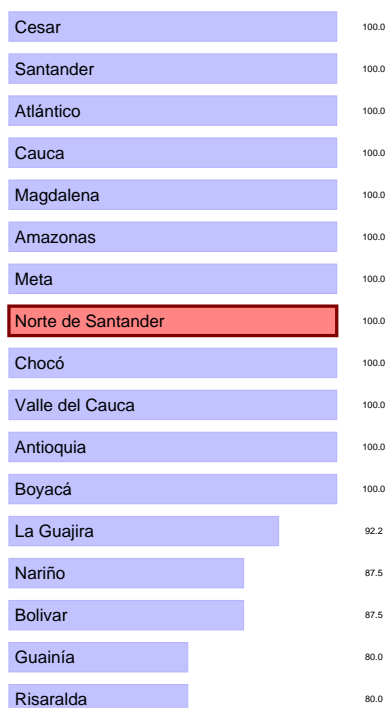 Cesar 100.0
Santander 100.0
Atlántico 100.0
Cauca 100.0
Magdalena 100.0
Amazonas 100.0
Meta 100.0
Norte de Santander 100.0
Chocó 100.0
Valle del Cauca 100.0
Antioquia 100.0
Boyacá 100.0
La Guajira 92.2
Nariño 87.5
Bolivar 87.5
Guainía 80.0
Risaralda 80.0